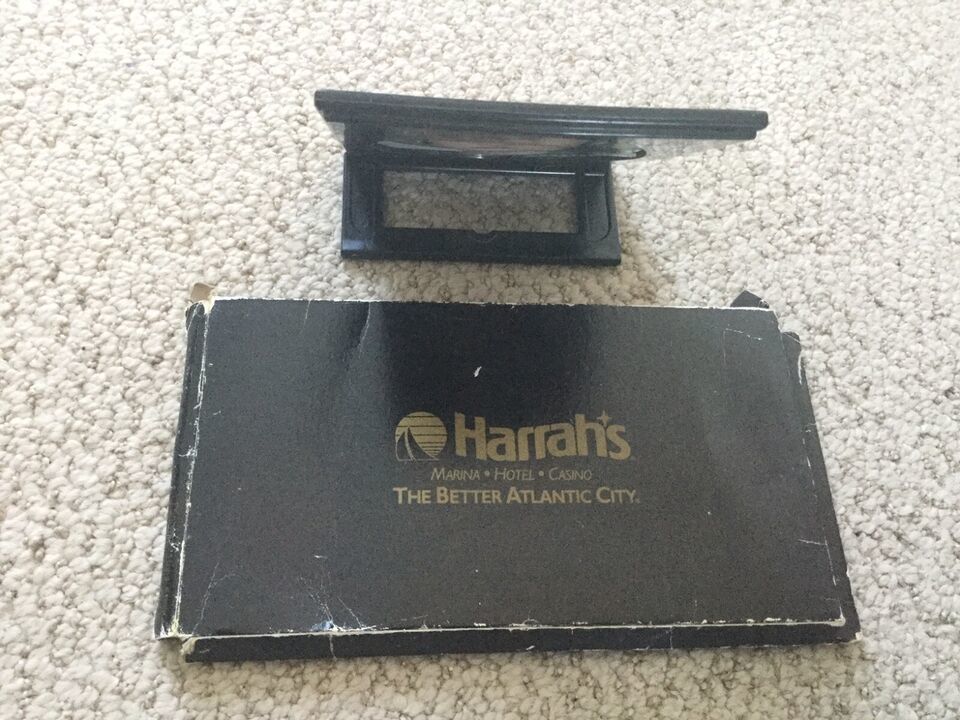 Harrah's
MARINA • HOTEL • CASINO
THE BETTER ATLANTIC CITY.